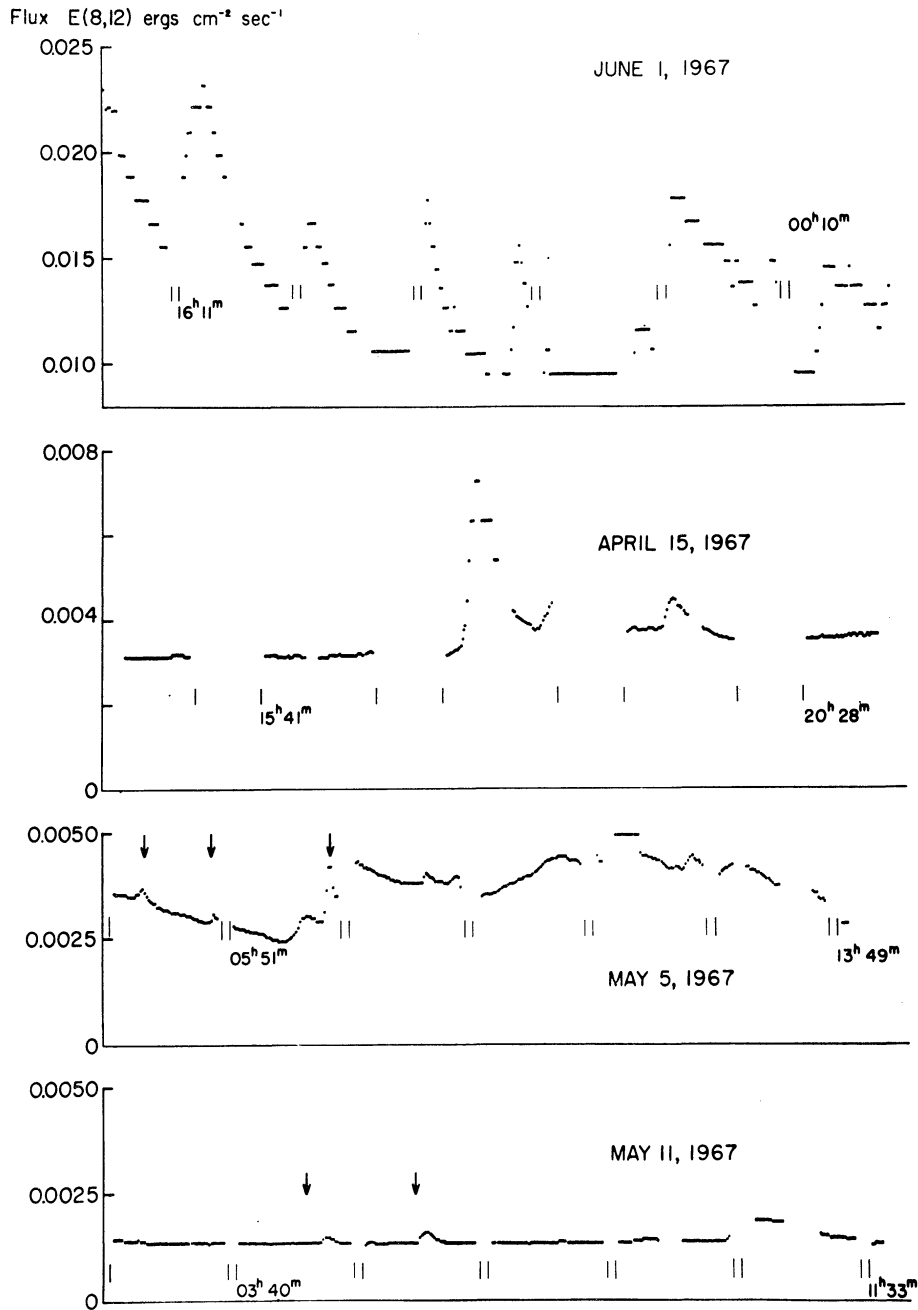 Flux E(8,12) ergs cm⁻² sec⁻¹
0.025
JUNE 1, 1967
0.020
0.015
00ʰ10ᵐ
16ʰ11ᵐ
0.010
0.008
APRIL 15, 1967
0.004
15ʰ41ᵐ
20ʰ28ᵐ
0
0.0050
0.0025
05ʰ51ᵐ
13ʰ49ᵐ
MAY 5, 1967
0
0.0050
MAY 11, 1967
0.0025
03ʰ40ᵐ
11ʰ33ᵐ
0